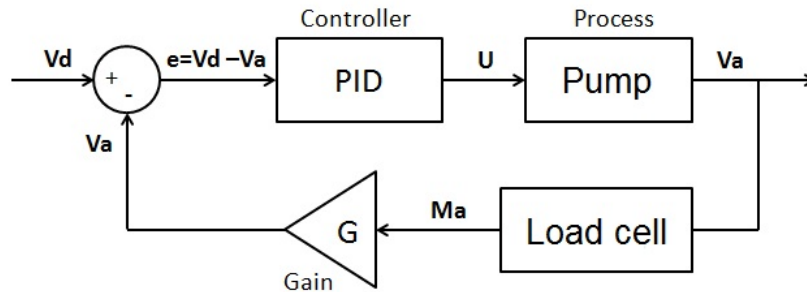 Controller
Process
Vd
+
-
e=Vd –Va
PID
U
Pump
Va
Va
G
Gain
Ma
Load cell